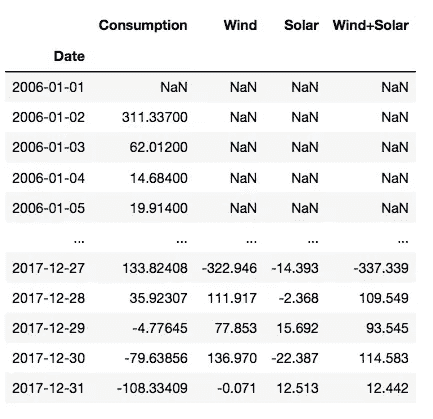 Consumption Wind Solar Wind+Solar
Date
2006-01-01 NaN NaN NaN NaN
2006-01-02 311.33700 NaN NaN NaN
2006-01-03 62.01200 NaN NaN NaN
2006-01-04 14.68400 NaN NaN NaN
2006-01-05 19.91400 NaN NaN NaN
... ... ... ... ...
2017-12-27 133.82408 -322.946 -14.393 -337.339
2017-12-28 35.92307 111.917 -2.368 109.549
2017-12-29 -4.77645 77.853 15.692 93.545
2017-12-30 -79.63856 136.970 -22.387 114.583
2017-12-31 -108.33409 -0.071 12.513 12.442